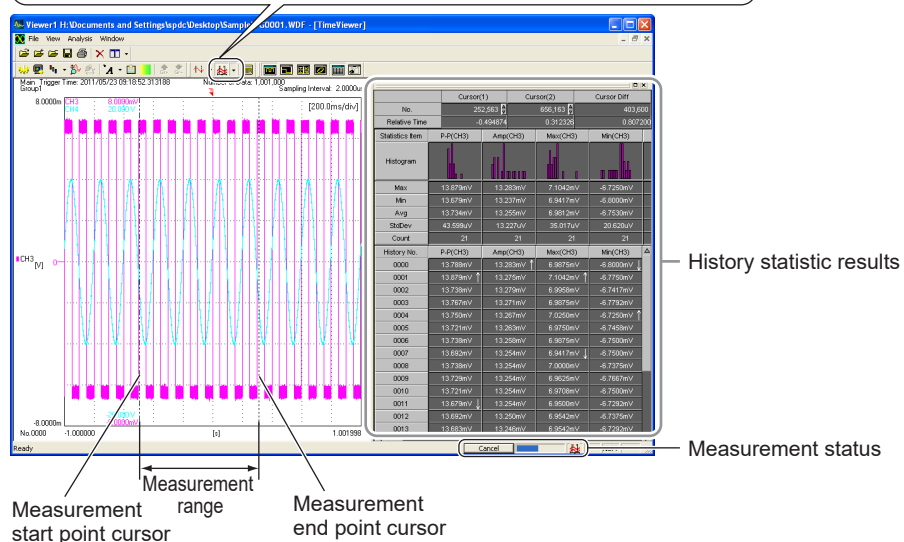 Viewer1 H:\Documents and Settings\spdc\Desktop\Sample\ 00001.WDF - [TimeViewer]
File View Analysis Window
Main Trigger Time: 2011/05/23 09:18:52.313188 Number of Data: 1,001,000
Group1 Sampling Interval: 2.0000u
8.0000m CH3 8.0000mV [200.0ms/div]
CH4 20.090V
CH3 [V] 0
-8.0000m
No.0000 -1.000000 [s] 1.001998
Cursor(1) Cursor(2) Cursor Diff
No. 252,563 656,163 403,600
Relative Time -0.494874 0.312326 0.807200
Statistics Item P-P(CH3) Amp(CH3) Max(CH3) Min(CH3)
Histogram
Max 13.879mV 13.283mV 7.1042mV -6.7250mV
Min 13.679mV 13.237mV 6.9417mV -6.8000mV
Avg 13.734mV 13.255mV 6.9812mV -6.7530mV
StdDev 43.599uV 13.227uV 35.017uV 20.620uV
Count 21 21 21 21
History No. P-P(CH3) Amp(CH3) Max(CH3) Min(CH3)
0000 13.788mV 13.283mV ↑ 6.9875mV -6.8000mV ↓
0001 13.879mV ↑ 13.275mV 7.1042mV ↑ -6.7750mV
0002 13.738mV 13.279mV 6.9958mV -6.7417mV
0003 13.767mV 13.271mV 6.9875mV -6.7792mV
0004 13.750mV 13.267mV 7.0250mV -6.7250mV ↑
0005 13.721mV 13.263mV 6.9750mV -6.7458mV
0006 13.738mV 13.258mV 6.9875mV -6.7500mV
0007 13.692mV 13.254mV 6.9417mV ↓ -6.7500mV
0008 13.738mV 13.254mV 7.0000mV -6.7375mV
0009 13.729mV 13.254mV 6.9625mV -6.7667mV
0010 13.721mV 13.254mV 6.9708mV -6.7500mV
0011 13.679mV ↓ 13.254mV 6.9500mV -6.7292mV
0012 13.692mV 13.250mV 6.9542mV -6.7375mV
0013 13.683mV 13.246mV 6.9542mV -6.7292mV
Ready Cancel
History statistic results
Measurement status
Measurement
range
Measurement
start point cursor
Measurement
end point cursor